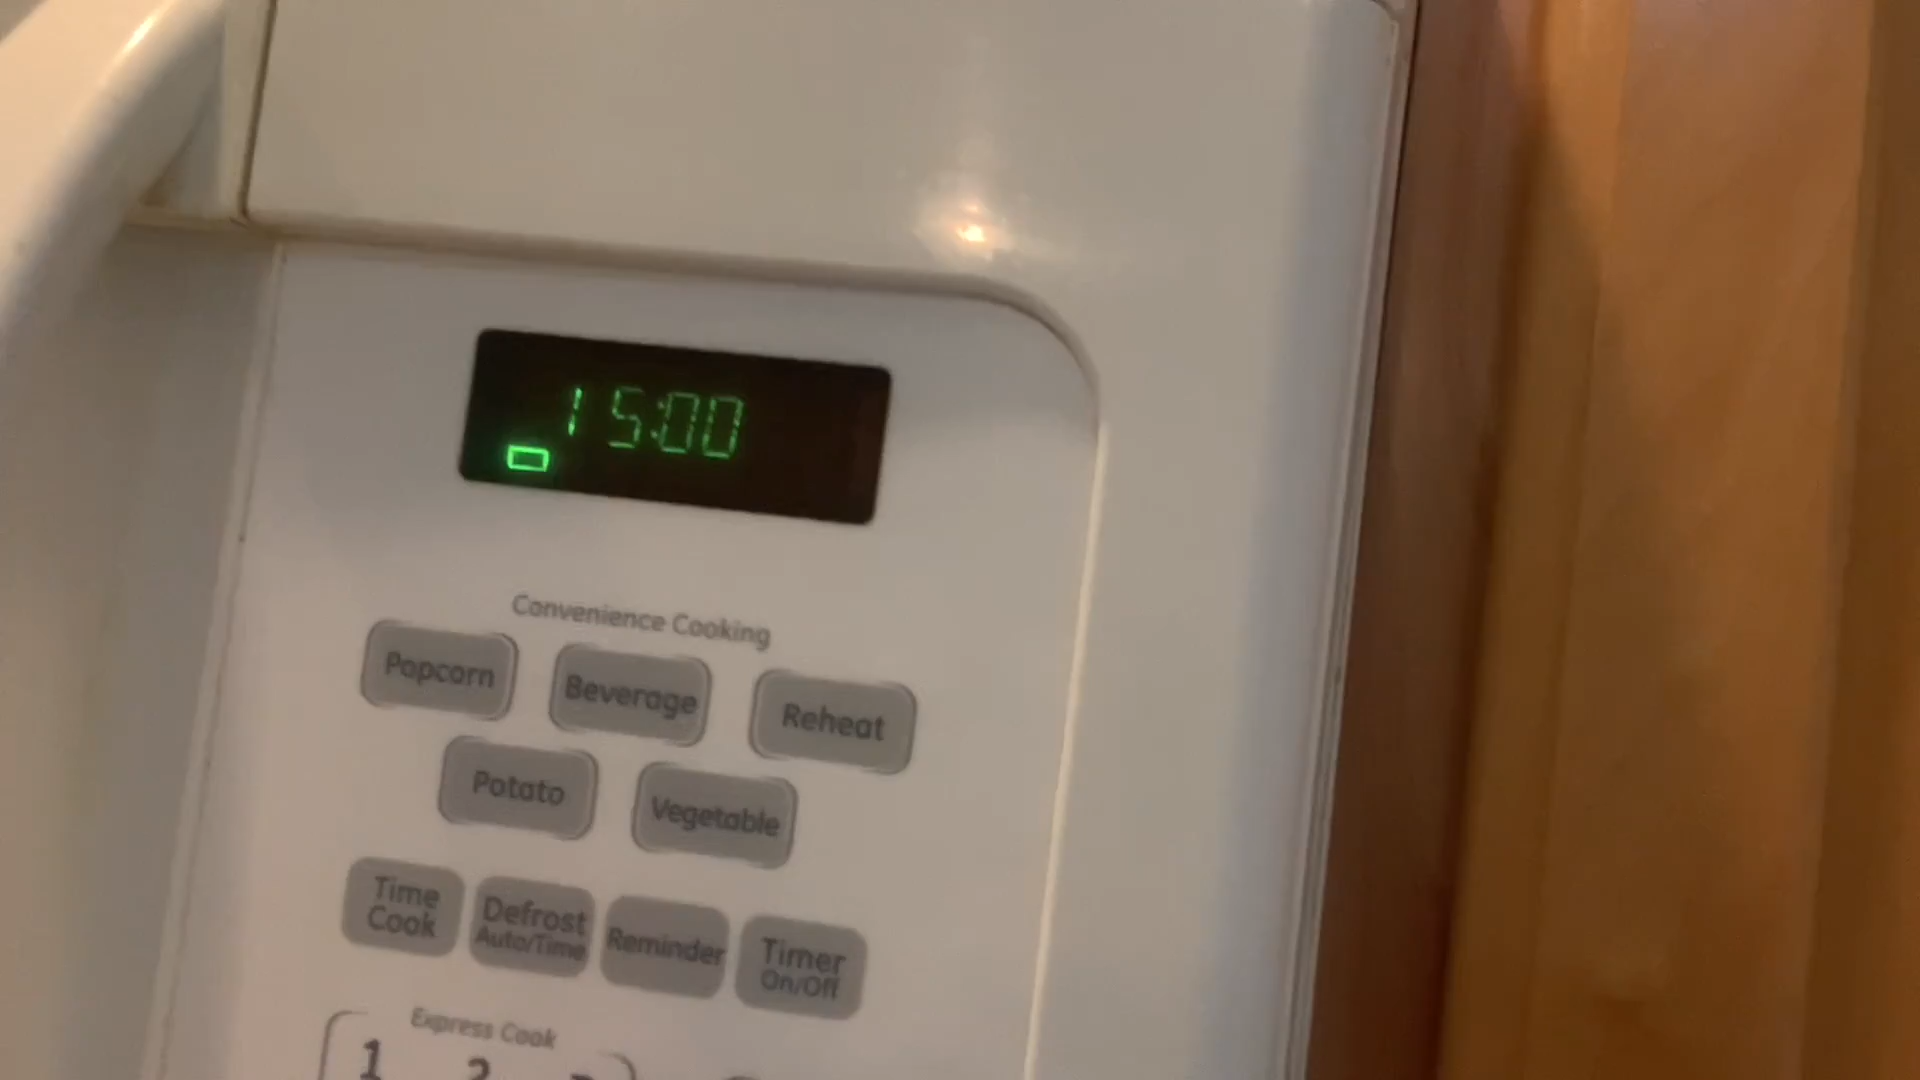 15:00
Convenience Cooking
Popcorn Beverage Reheat
Potato Vegetable
Time Cook
Defrost Auto/Time
Reminder
Timer On/Off
Express Cook
1 2